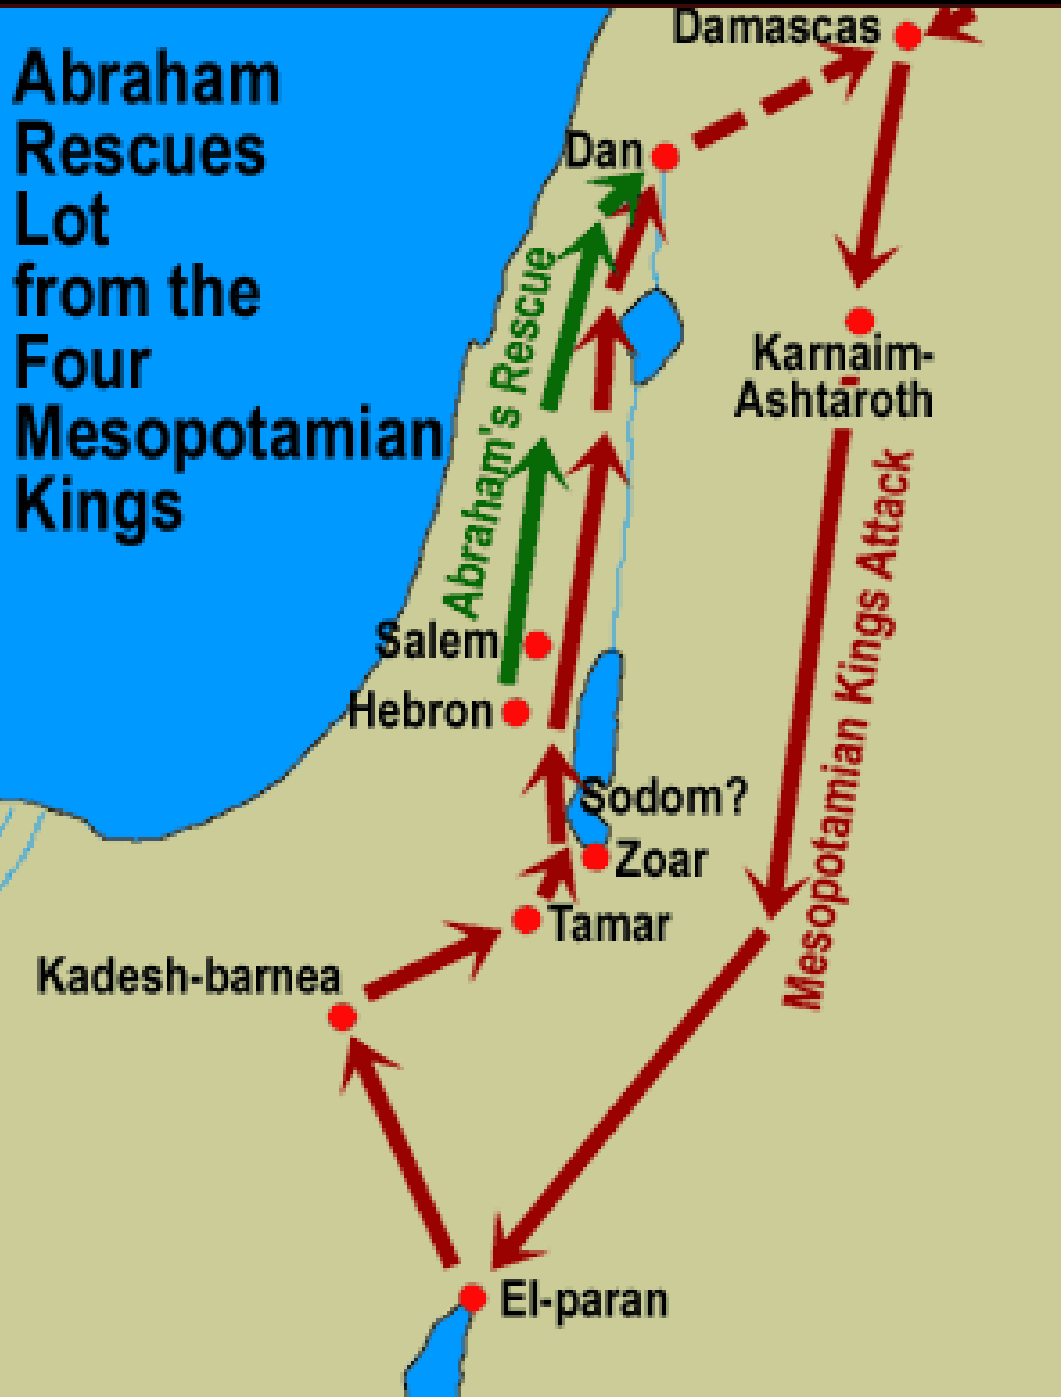 Abraham
Rescues
Lot
from the
Four
Mesopotamian
Kings
Damascas
Dan
Abraham's Rescue
Karnaim-
Ashtaroth
Mesopotamian Kings Attack
Salem
Hebron
Sodom?
Zoar
Tamar
Kadesh-barnea
El-paran